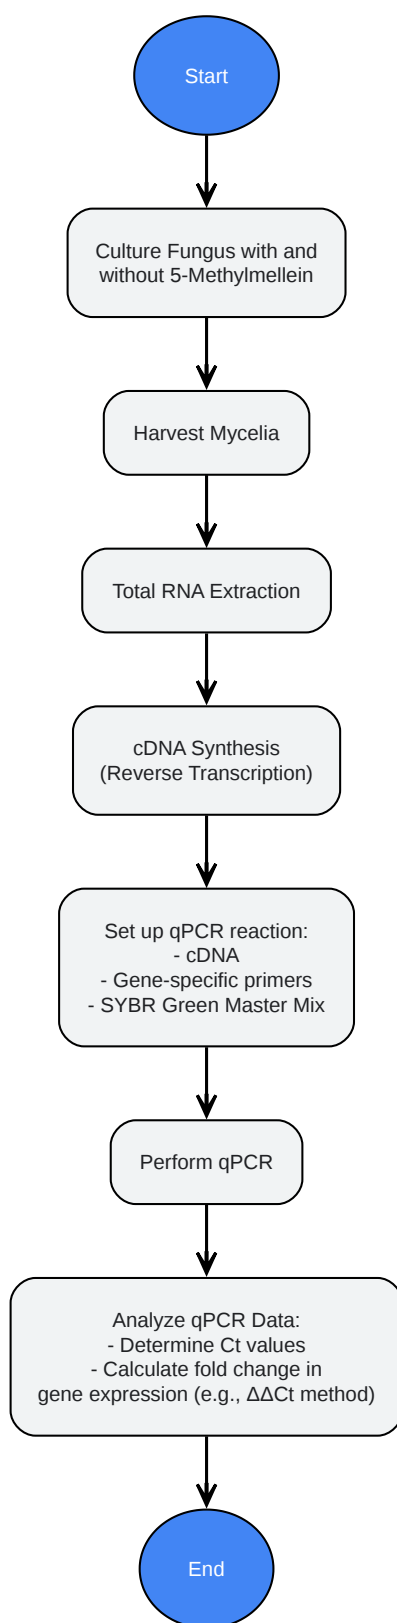 Start
Culture Fungus with and
without 5-Methylmellein
Harvest Mycelia
Total RNA Extraction
cDNA Synthesis
(Reverse Transcription)
Set up qPCR reaction:
- cDNA
- Gene-specific primers
- SYBR Green Master Mix
Perform qPCR
Analyze qPCR Data:
- Determine Ct values
- Calculate fold change in
gene expression (e.g., ΔΔCt method)
End